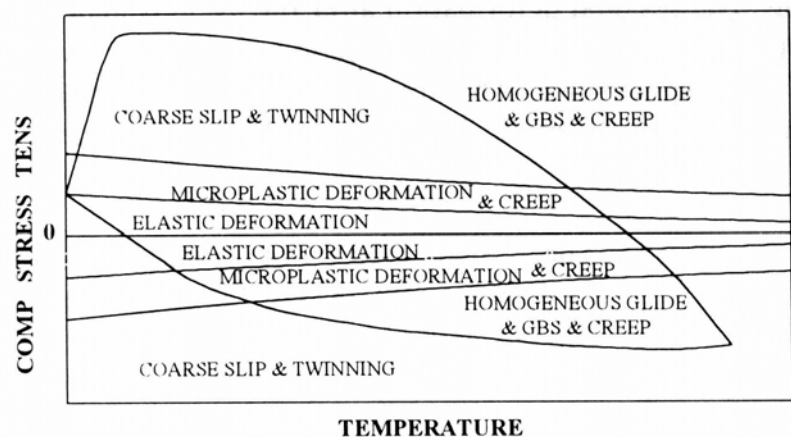 COARSE SLIP & TWINNING
HOMOGENEOUS GLIDE
& GBS & CREEP
MICROPLASTIC DEFORMATION & CREEP
ELASTIC DEFORMATION
0
ELASTIC DEFORMATION
MICROPLASTIC DEFORMATION & CREEP
HOMOGENEOUS GLIDE
& GBS & CREEP
COARSE SLIP & TWINNING
COMP STRESS TENS
TEMPERATURE